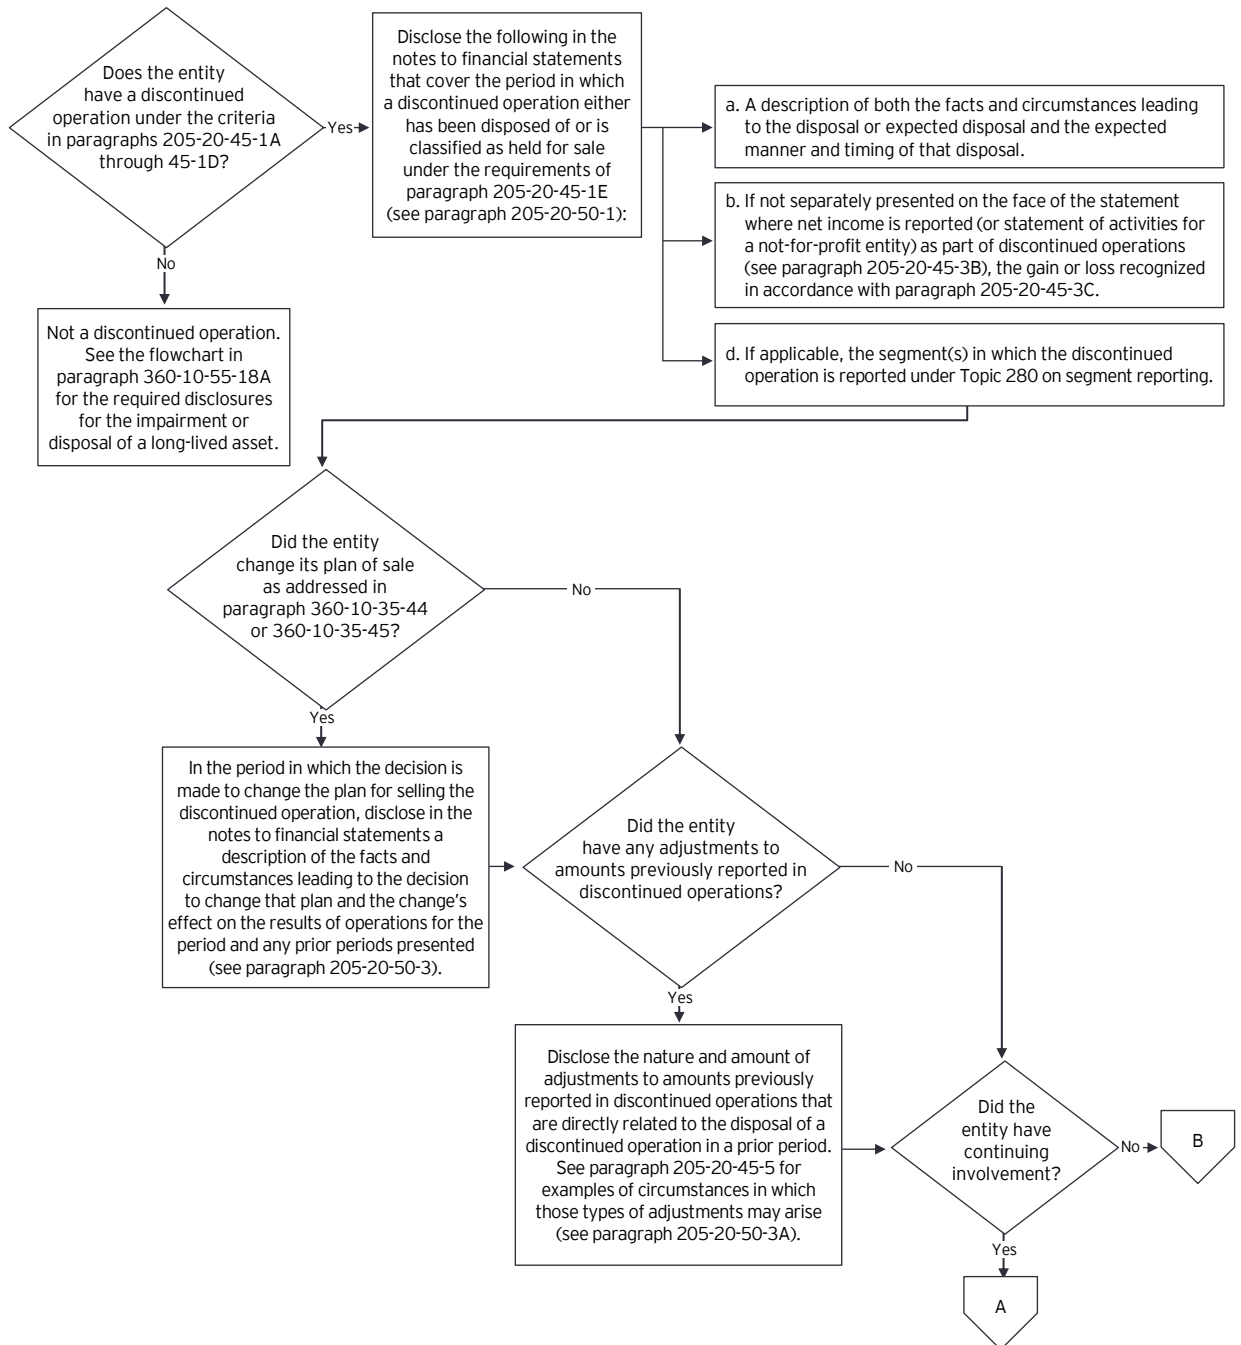 Does the entity
have a discontinued
operation under the criteria
in paragraphs 205-20-45-1A
through 45-1D?
Yes
Disclose the following in the
notes to financial statements
that cover the period in which
a discontinued operation either
has been disposed of or is
classified as held for sale
under the requirements of
paragraph 205-20-45-1E
(see paragraph 205-20-50-1):
a. A description of both the facts and circumstances leading
to the disposal or expected disposal and the expected
manner and timing of that disposal.
b. If not separately presented on the face of the statement
where net income is reported (or statement of activities for
a not-for-profit entity) as part of discontinued operations
(see paragraph 205-20-45-3B), the gain or loss recognized
in accordance with paragraph 205-20-45-3C.
d. If applicable, the segment(s) in which the discontinued
operation is reported under Topic 280 on segment reporting.
No
Not a discontinued operation.
See the flowchart in
paragraph 360-10-55-18A
for the required disclosures
for the impairment or
disposal of a long-lived asset.
Did the entity
change its plan of sale
as addressed in
paragraph 360-10-35-44
or 360-10-35-45?
No
Yes
In the period in which the decision is
made to change the plan for selling the
discontinued operation, disclose in the
notes to financial statements a
description of the facts and
circumstances leading to the decision
to change that plan and the change's
effect on the results of operations for the
period and any prior periods presented
(see paragraph 205-20-50-3).
Did the entity
have any adjustments to
amounts previously reported in
discontinued operations?
No
Yes
Disclose the nature and amount of
adjustments to amounts previously
reported in discontinued operations that
are directly related to the disposal of a
discontinued operation in a prior period.
See paragraph 205-20-45-5 for
examples of circumstances in which
those types of adjustments may arise
(see paragraph 205-20-50-3A).
Did the
entity have
continuing
involvement?
No
B
Yes
A